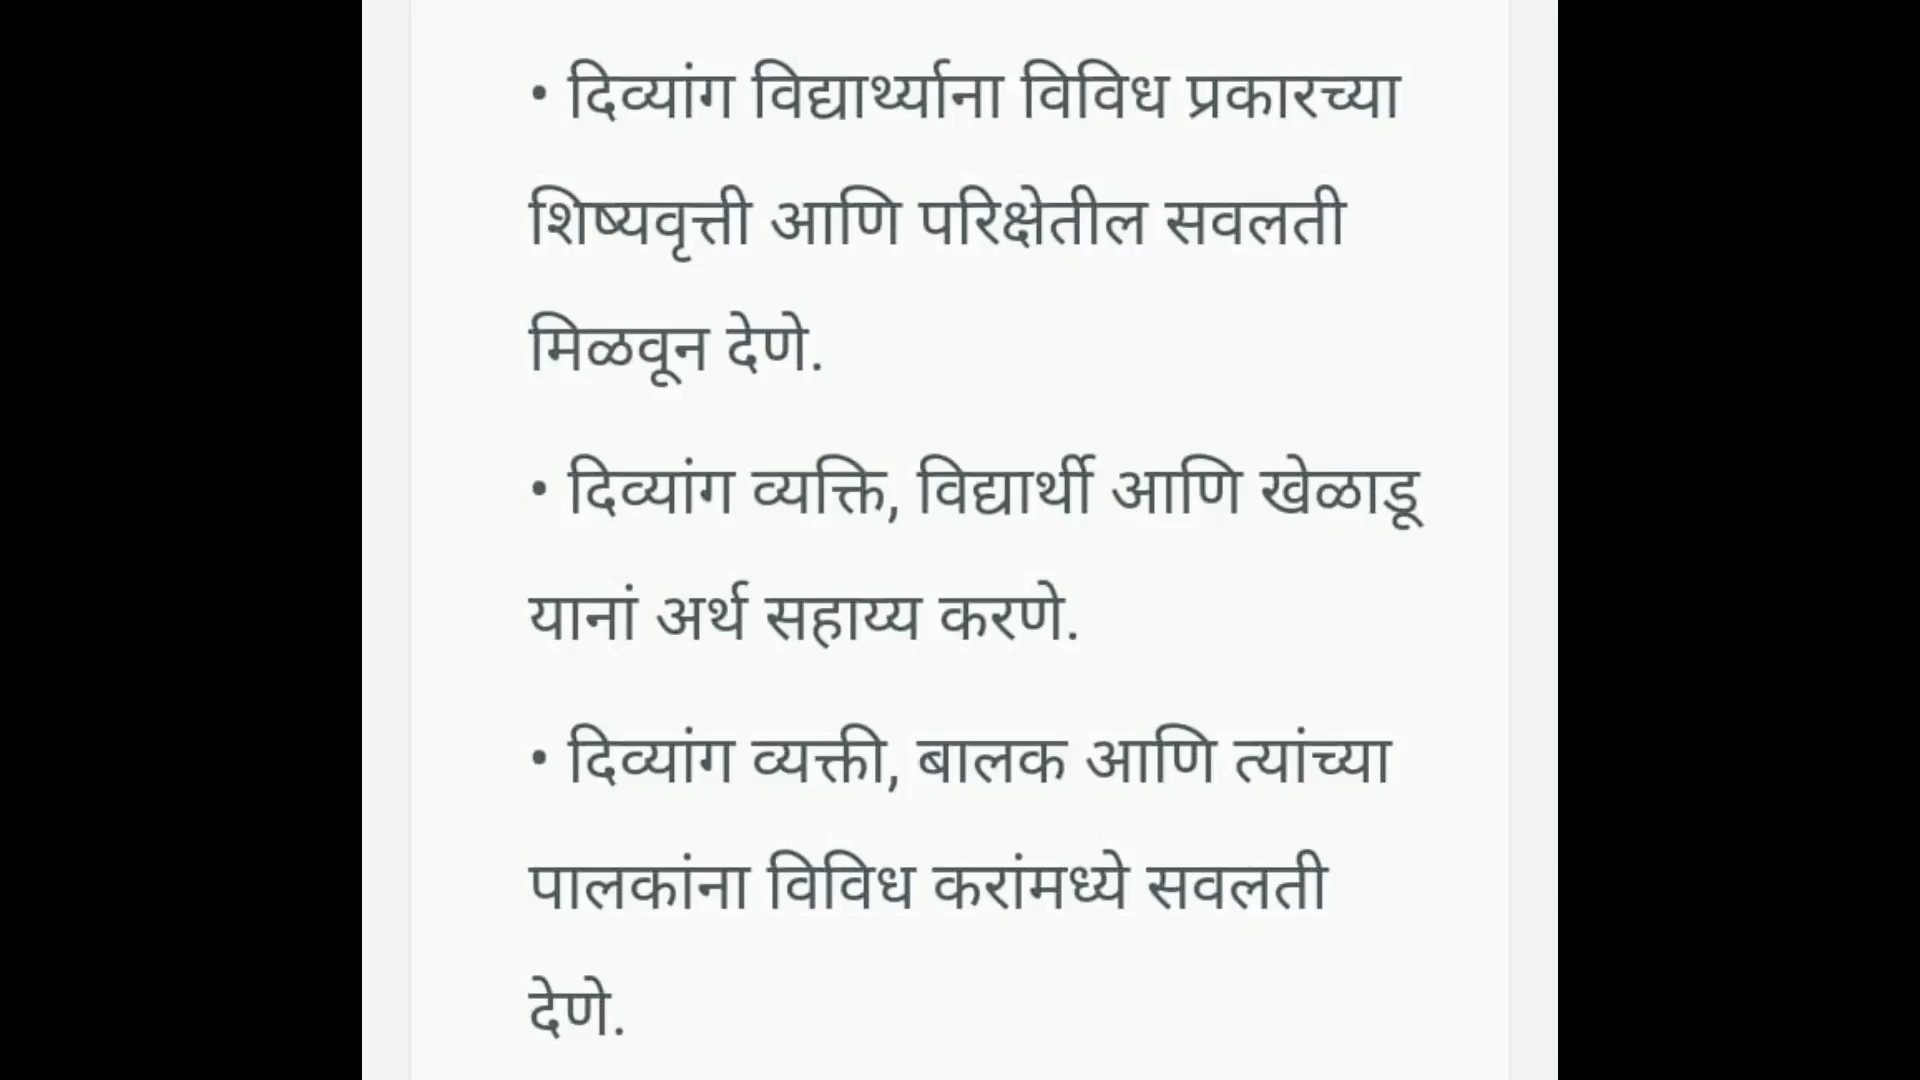 • दिव्यांग विद्यार्थ्यांना विविध प्रकारच्या
शिष्यवृत्ती आणि परिक्षेतील सवलती
मिळवून देणे.
• दिव्यांग व्यक्ति, विद्यार्थी आणि खेळाडू
यानां अर्थ सहाय्य करणे.
• दिव्यांग व्यक्ती, बालक आणि त्यांच्या
पालकांना विविध करांमध्ये सवलती
देणे.